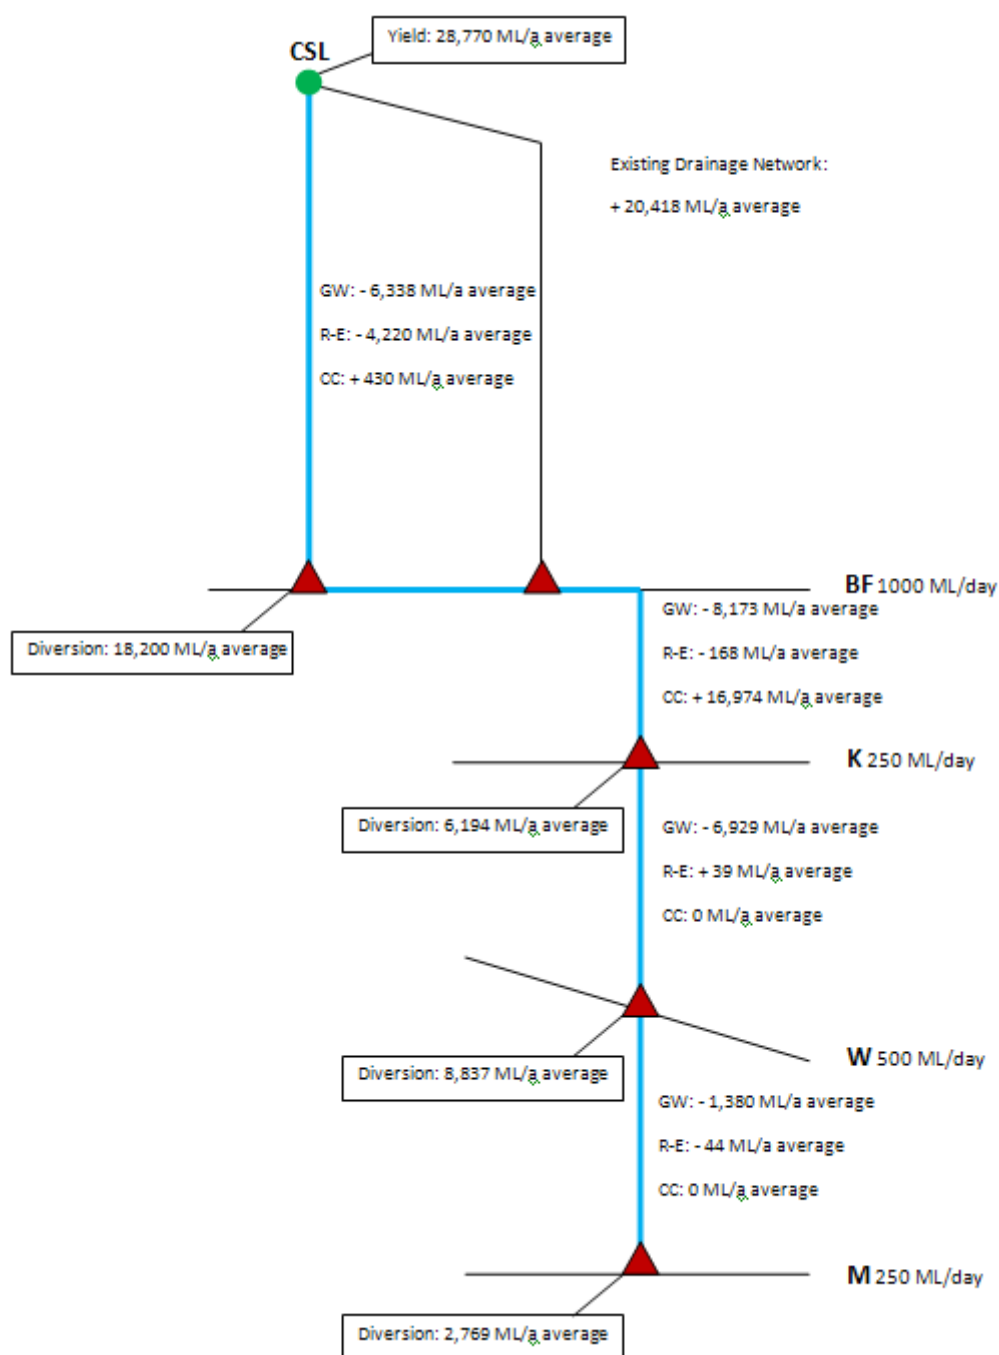 Yield: 28,770 ML/a average
CSL
Existing Drainage Network:
+ 20,418 ML/a average
GW: - 6,338 ML/a average
R-E: - 4,220 ML/a average
CC: + 430 ML/a average
BF 1000 ML/day
Diversion: 18,200 ML/a average
GW: - 8,173 ML/a average
R-E: - 168 ML/a average
CC: + 16,974 ML/a average
K 250 ML/day
Diversion: 6,194 ML/a average
GW: - 6,929 ML/a average
R-E: + 39 ML/a average
CC: 0 ML/a average
W 500 ML/day
Diversion: 8,837 ML/a average
GW: - 1,380 ML/a average
R-E: - 44 ML/a average
CC: 0 ML/a average
M 250 ML/day
Diversion: 2,769 ML/a average